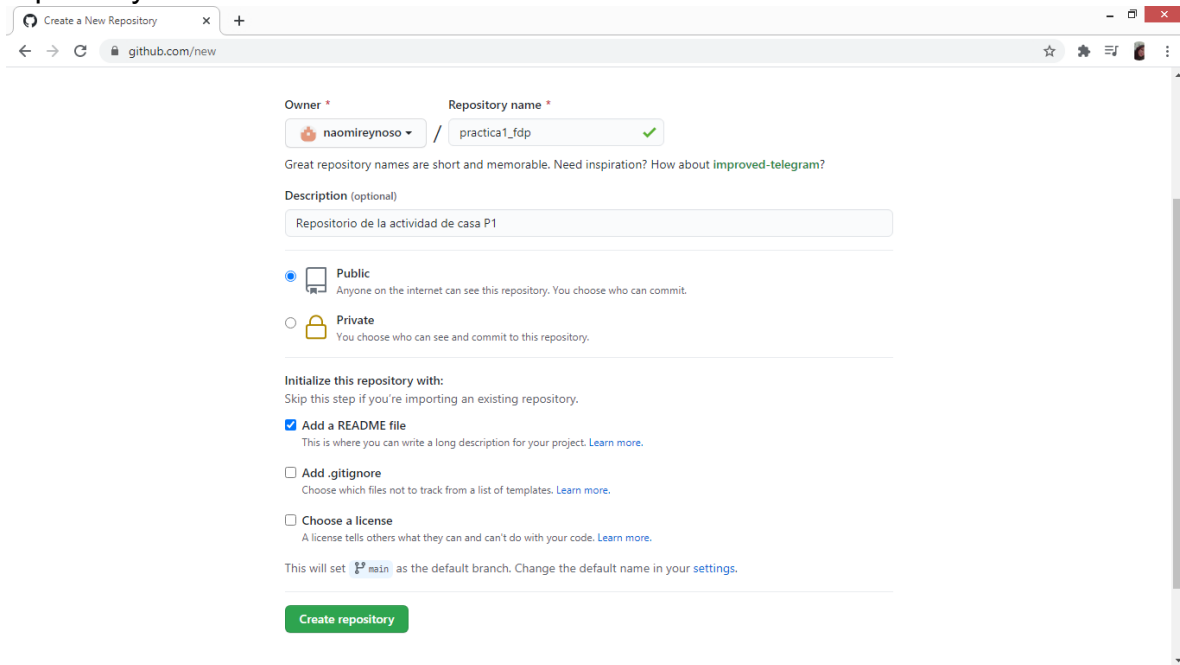 Create a New Repository
github.com/new
Owner * Repository name *
naomireynoso / practica1_fdp
Great repository names are short and memorable. Need inspiration? How about improved-telegram?
Description (optional)
Repositorio de la actividad de casa P1
Public
Anyone on the internet can see this repository. You choose who can commit.
Private
You choose who can see and commit to this repository.
Initialize this repository with:
Skip this step if you're importing an existing repository.
Add a README file
This is where you can write a long description for your project. Learn more.
Add .gitignore
Choose which files not to track from a list of templates. Learn more.
Choose a license
A license tells others what they can and can't do with your code. Learn more.
This will set main as the default branch. Change the default name in your settings.
Create repository